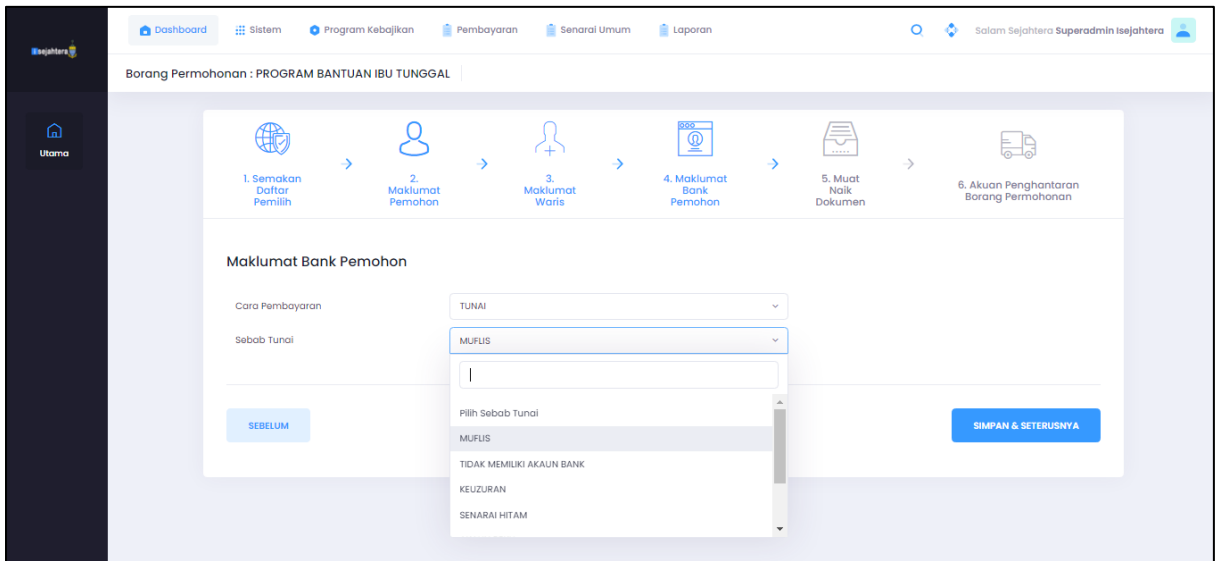 isejahtera
Dashboard
Sistem
Program Kebajikan
Pembayaran
Senarai Umum
Laporan
Salam Sejahtera Superadmin Isejahtera
Borang Permohonan : PROGRAM BANTUAN IBU TUNGGAL
Utama
1. Semakan
Daftar
Pemilih
2.
Maklumat
Pemohon
3.
Maklumat
Waris
4. Maklumat
Bank
Pemohon
5. Muat
Naik
Dokumen
6. Akuan Penghantaran
Borang Permohonan
Maklumat Bank Pemohon
Cara Pembayaran
TUNAI
Sebab Tunai
MUFLIS
Pilih Sebab Tunai
MUFLIS
TIDAK MEMILIKI AKAUN BANK
KEUZURAN
SENARAI HITAM
SEBELUM
SIMPAN & SETERUSNYA